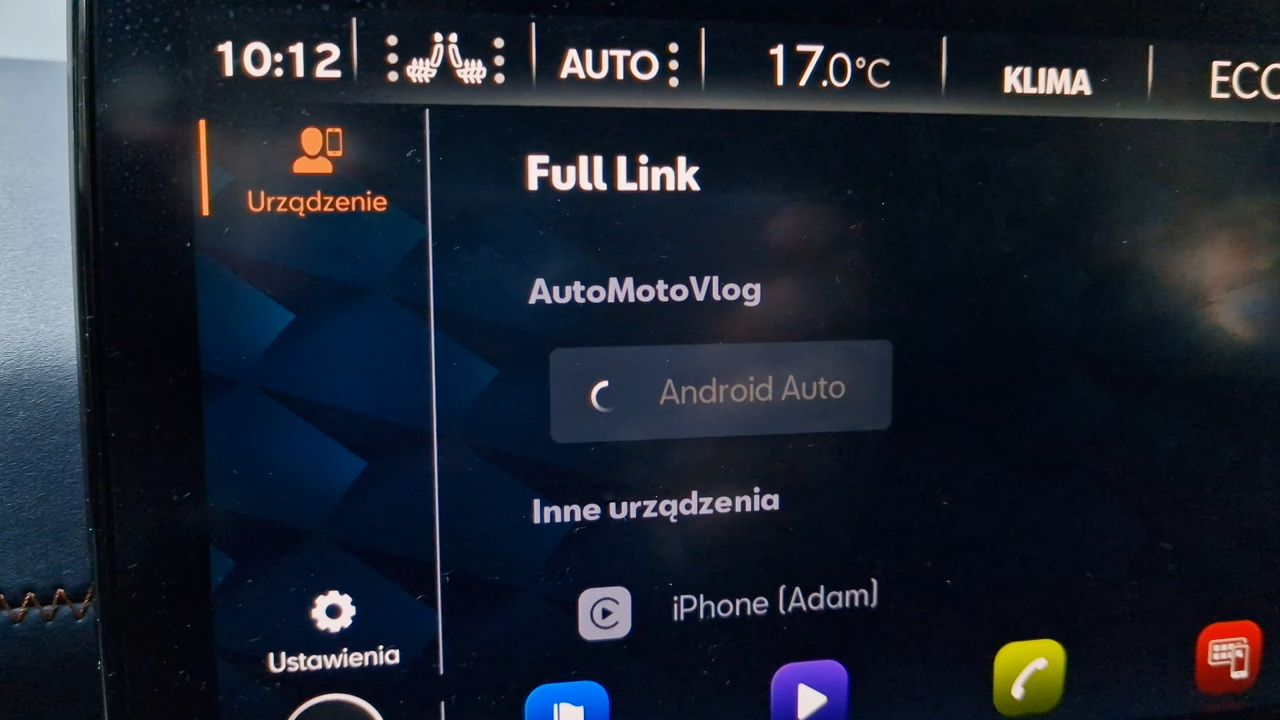 10:12 AUTO 17.0°C KLIMA ECO
Urządzenie
Full Link
AutoMotoVlog
Android Auto
Inne urządzenia
iPhone (Adam)
Ustawienia